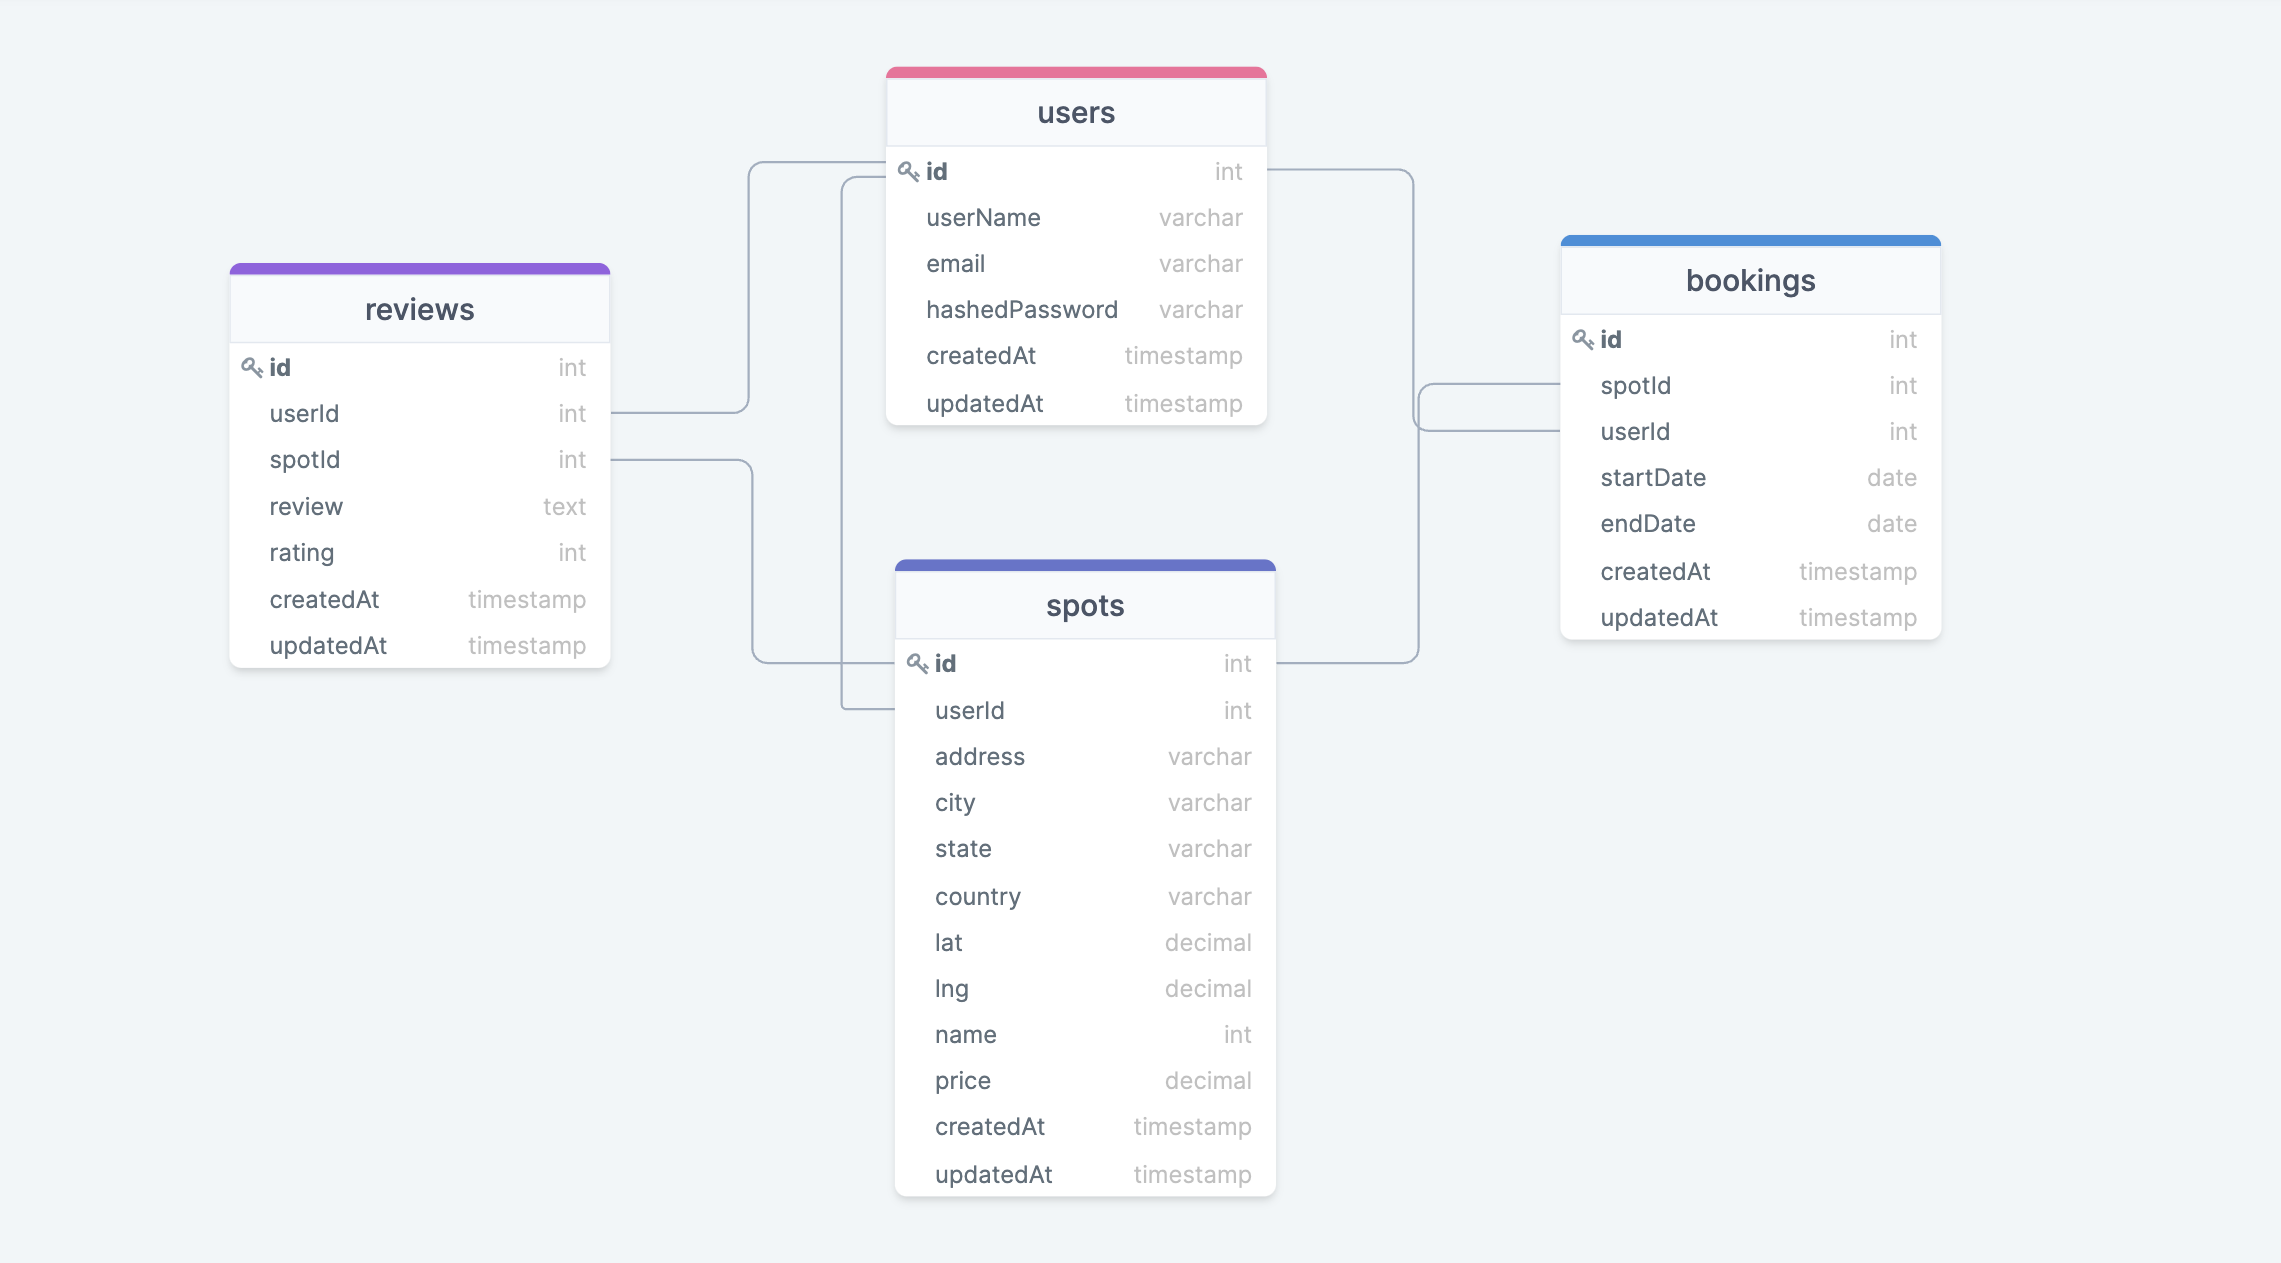 users
id int
userName varchar
email varchar
hashedPassword varchar
createdAt timestamp
updatedAt timestamp
reviews
id int
userId int
spotId int
review text
rating int
createdAt timestamp
updatedAt timestamp
bookings
id int
spotId int
userId int
startDate date
endDate date
createdAt timestamp
updatedAt timestamp
spots
id int
userId int
address varchar
city varchar
state varchar
country varchar
lat decimal
lng decimal
name int
price decimal
createdAt timestamp
updatedAt timestamp